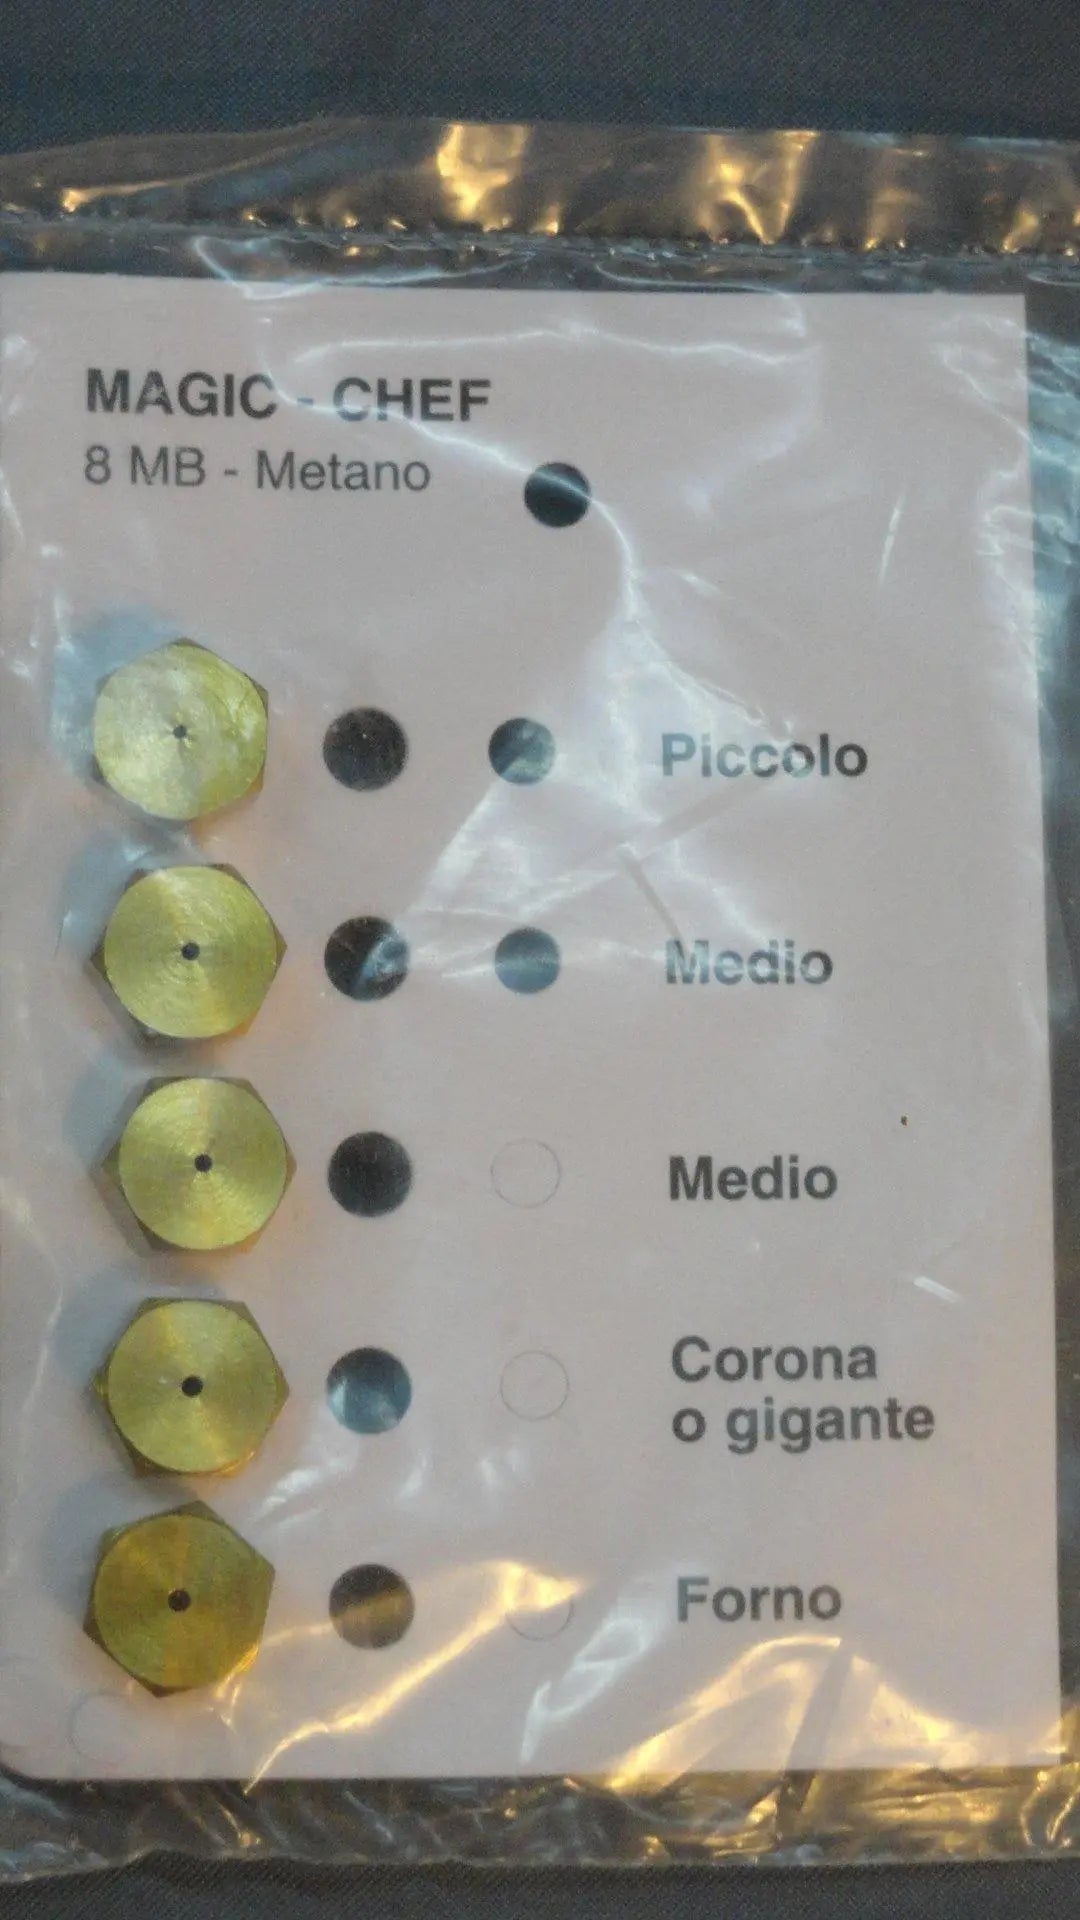 MAGIC - CHEF
8 MB - Metano
Piccolo
Medio
Medio
Corona
o gigante
Forno